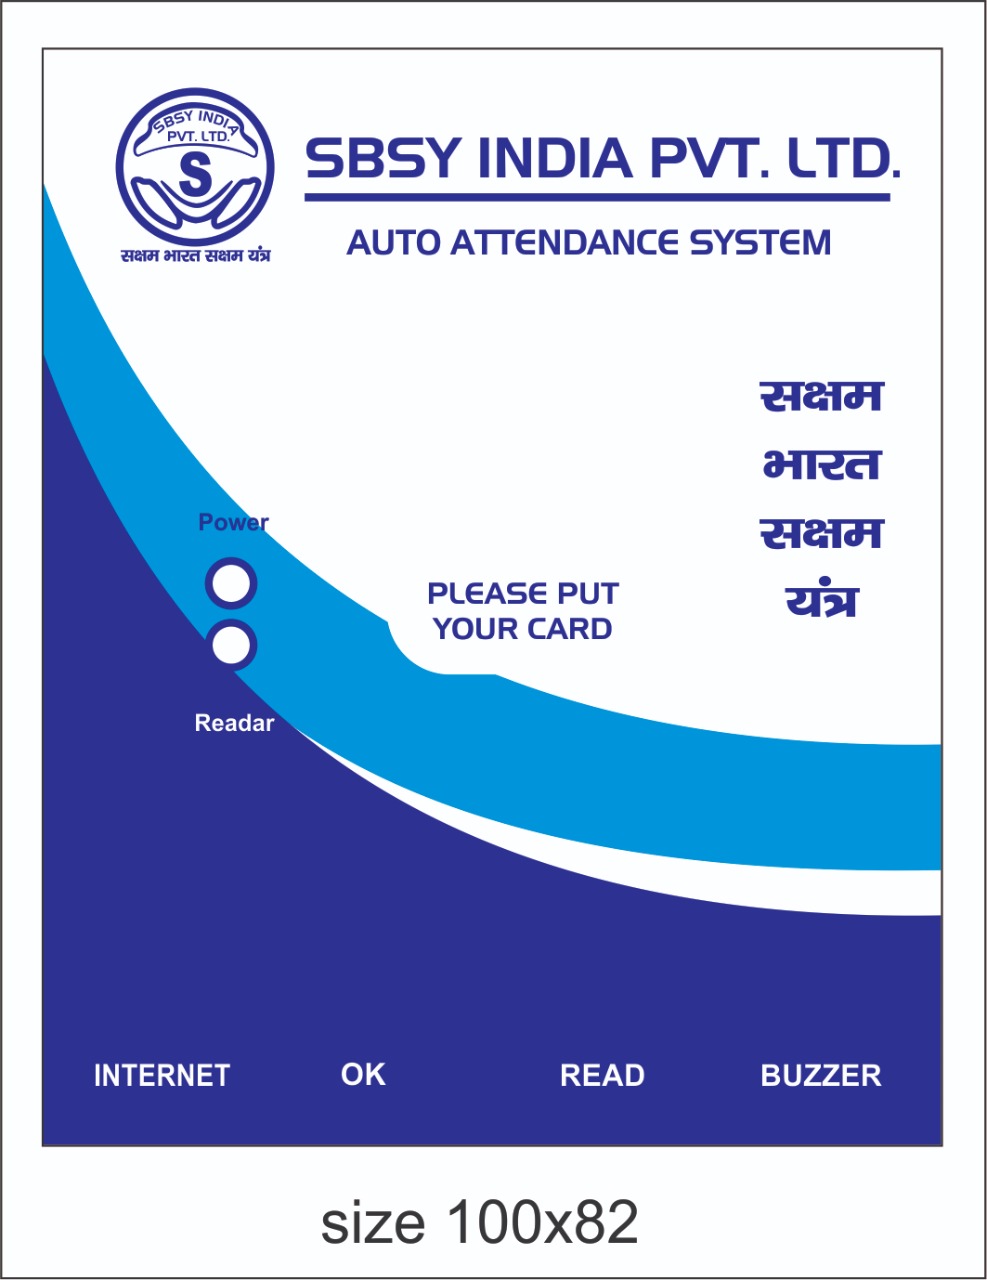 SBSY INDIA
PVT. LTD.
S
सक्षम भारत सक्षम यंत्र
SBSY INDIA PVT. LTD.
AUTO ATTENDANCE SYSTEM
सक्षम
भारत
सक्षम
यंत्र
Power
PLEASE PUT
YOUR CARD
Readar
INTERNET OK READ BUZZER
size 100x82